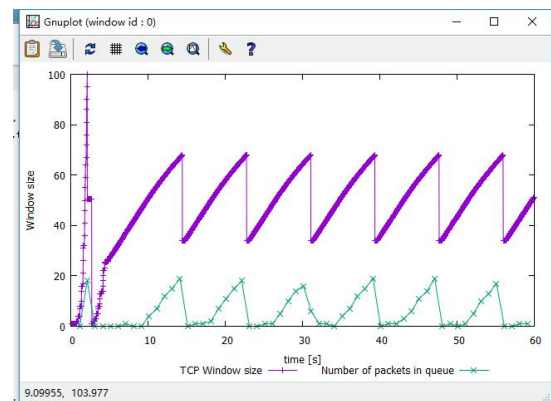 Gnuplot (window id : 0)
100
80
60
40
20
0
Window size
0 10 20 30 40 50 60
time [s]
TCP Window size Number of packets in queue
9.09955, 103.977